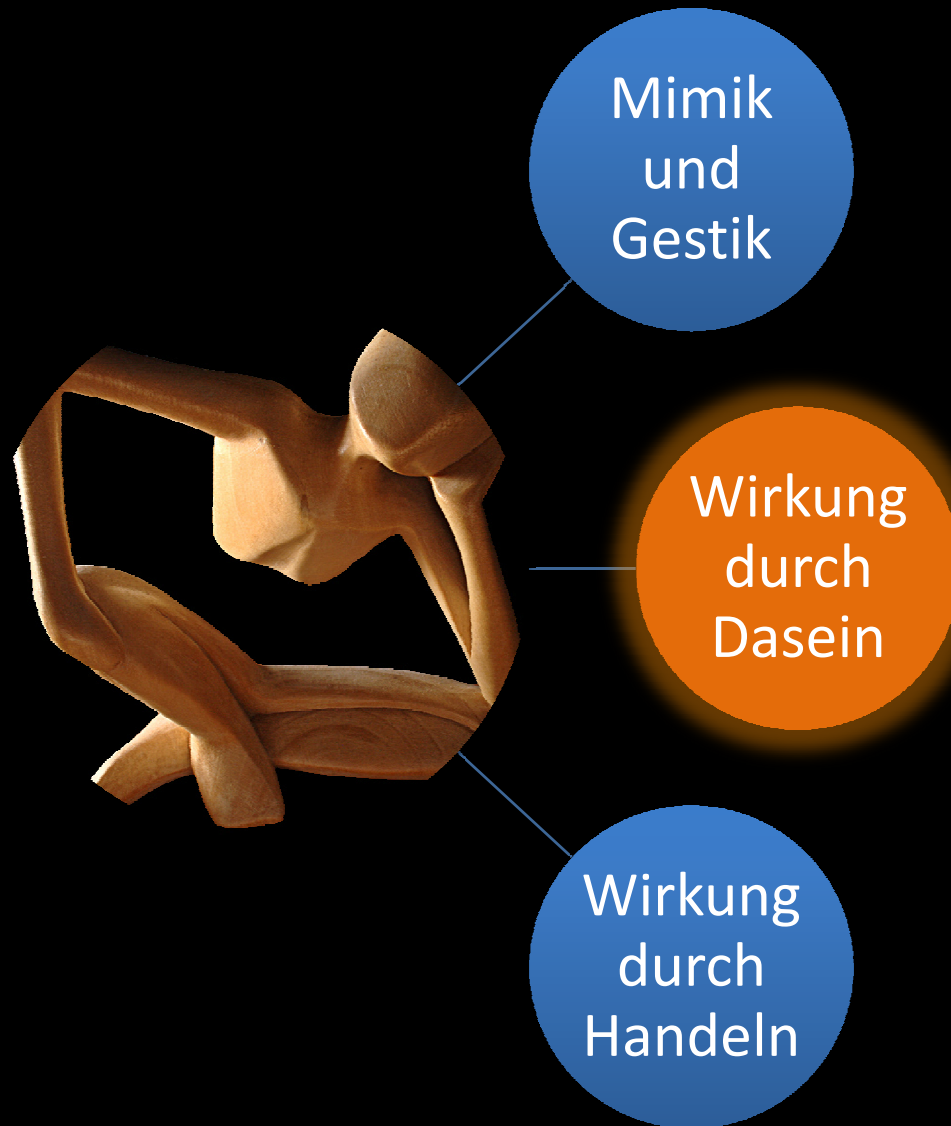 Mimik
und
Gestik
Wirkung
durch
Dasein
Wirkung
durch
Handeln